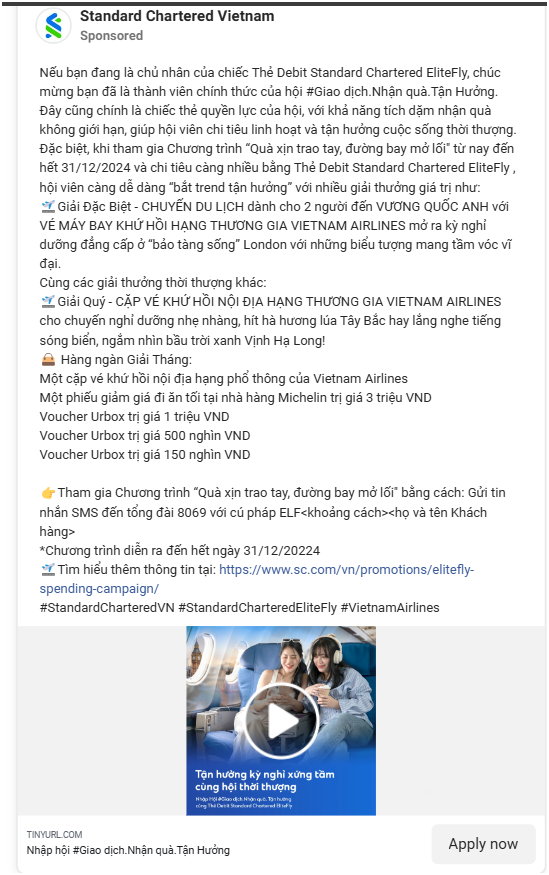 Standard Chartered Vietnam
Sponsored
Nếu bạn đang là chủ nhân của chiếc Thẻ Debit Standard Chartered EliteFly, chúc
mừng bạn đã là thành viên chính thức của hội #Giao dịch.Nhận quà.Tận Hưởng.
Đây cũng chính là chiếc thẻ quyền lực của hội, với khả năng tích dặm nhận quà
không giới hạn, giúp hội viên chi tiêu linh hoạt và tận hưởng cuộc sống thời thượng.
Đặc biệt, khi tham gia Chương trình “Quà xịn trao tay, đường bay mở lối" từ nay đến
hết 31/12/2024 và chi tiêu càng nhiều bằng Thẻ Debit Standard Chartered EliteFly ,
hội viên càng dễ dàng “bắt trend tận hưởng” với nhiều giải thưởng giá trị như:
🛫 Giải Đặc Biệt - CHUYẾN DU LỊCH dành cho 2 người đến VƯƠNG QUỐC ANH với
VÉ MÁY BAY KHỨ HỒI HẠNG THƯƠNG GIA VIETNAM AIRLINES mở ra kỳ nghỉ
dưỡng đẳng cấp ở “bảo tàng sống” London với những biểu tượng mang tầm vóc vĩ
đại.
Cùng các giải thưởng thời thượng khác:
🛫 Giải Quý - CẶP VÉ KHỨ HỒI NỘI ĐỊA HẠNG THƯƠNG GIA VIETNAM AIRLINES
cho chuyến nghỉ dưỡng nhẹ nhàng, hít hà hương lúa Tây Bắc hay lắng nghe tiếng
sóng biển, ngắm nhìn bầu trời xanh Vịnh Hạ Long!
👜 Hàng ngàn Giải Tháng:
Một cặp vé khứ hồi nội địa hạng phổ thông của Vietnam Airlines
Một phiếu giảm giá đi ăn tối tại nhà hàng Michelin trị giá 3 triệu VND
Voucher Urbox trị giá 1 triệu VND
Voucher Urbox trị giá 500 nghìn VND
Voucher Urbox trị giá 150 nghìn VND
👉Tham gia Chương trình “Quà xịn trao tay, đường bay mở lối" bằng cách: Gửi tin
nhắn SMS đến tổng đài 8069 với cú pháp ELF<khoảng cách><họ và tên Khách
hàng>
*Chương trình diễn ra đến hết ngày 31/12/20224
🛫Tìm hiểu thêm thông tin tại: https://www.sc.com/vn/promotions/elitefly-
spending-campaign/
#StandardCharteredVN #StandardCharteredEliteFly #VietnamAirlines
Tận hưởng kỳ nghỉ xứng tầm
cùng hội thời thượng
Nhập Hội #Giao dịch.Nhận quà. Tận hưởng
cùng Thẻ Debit Standard Chartered EliteFly
TINYURL.COM
Nhập hội #Giao dịch.Nhận quà.Tận Hưởng
Apply now